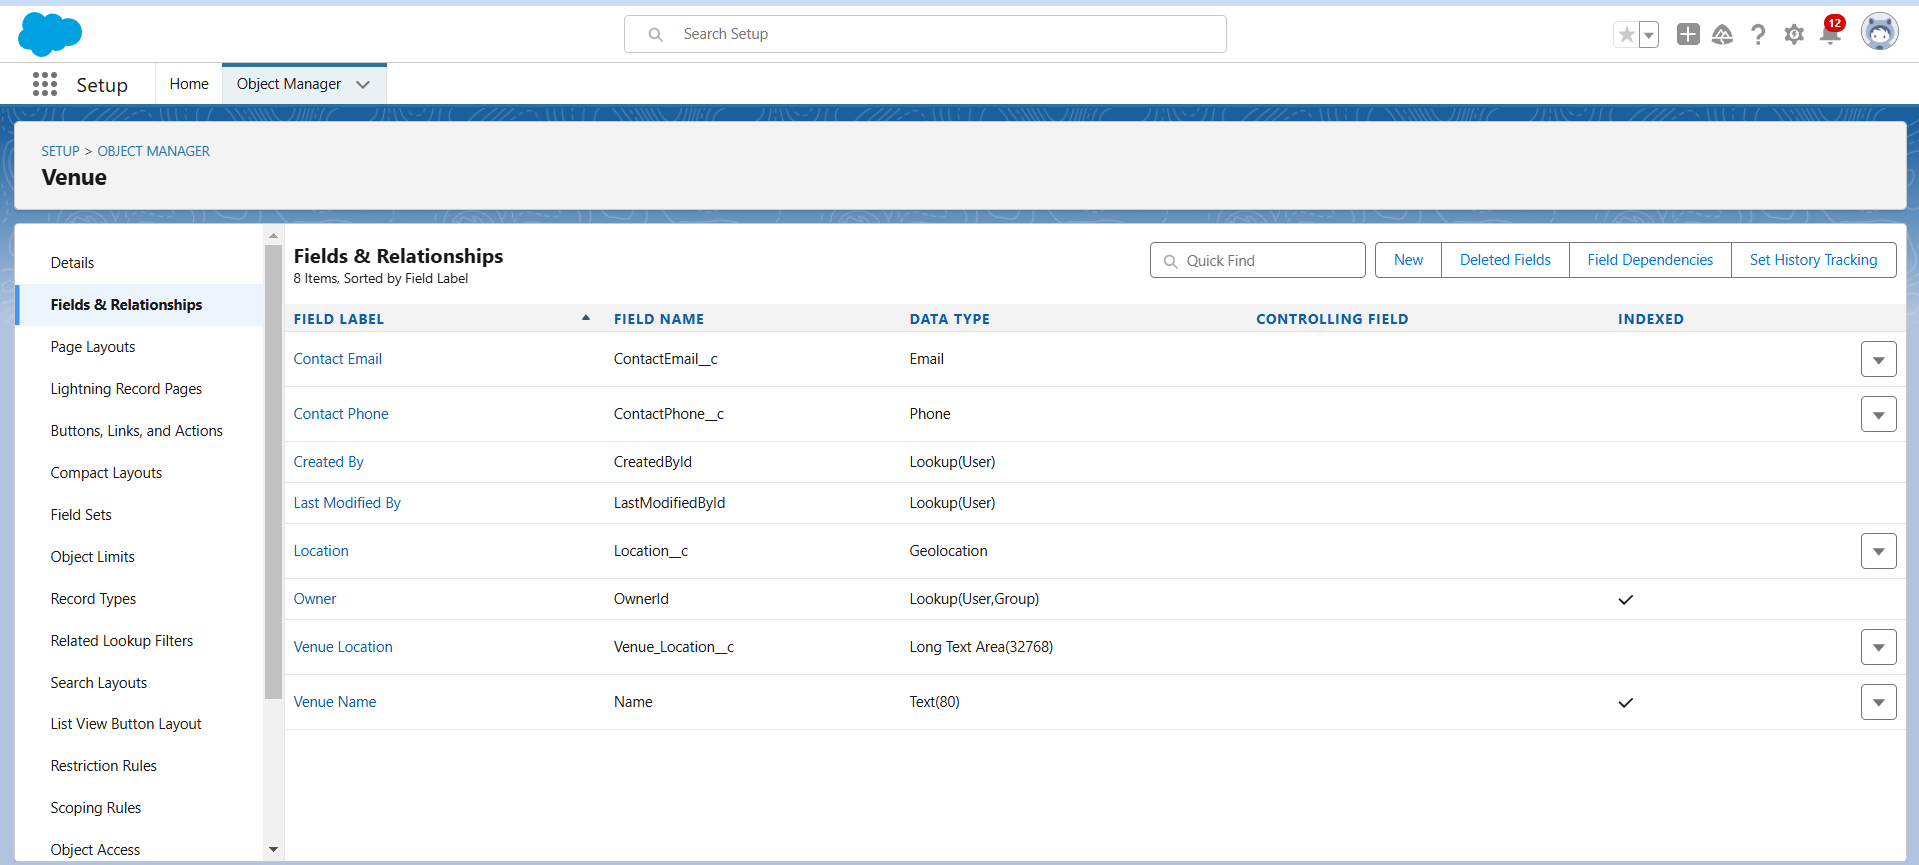 Search Setup
12
Setup
Home
Object Manager
SETUP > OBJECT MANAGER
Venue
Details
Fields & Relationships
Page Layouts
Lightning Record Pages
Buttons, Links, and Actions
Compact Layouts
Field Sets
Object Limits
Record Types
Related Lookup Filters
Search Layouts
List View Button Layout
Restriction Rules
Scoping Rules
Object Access
Fields & Relationships
8 Items, Sorted by Field Label
Quick Find
New
Deleted Fields
Field Dependencies
Set History Tracking
FIELD LABEL FIELD NAME DATA TYPE CONTROLLING FIELD INDEXED
Contact Email ContactEmail__c Email
Contact Phone ContactPhone__c Phone
Created By CreatedById Lookup(User)
Last Modified By LastModifiedById Lookup(User)
Location Location__c Geolocation
Owner OwnerId Lookup(User,Group)
Venue Location Venue_Location__c Long Text Area(32768)
Venue Name Name Text(80)